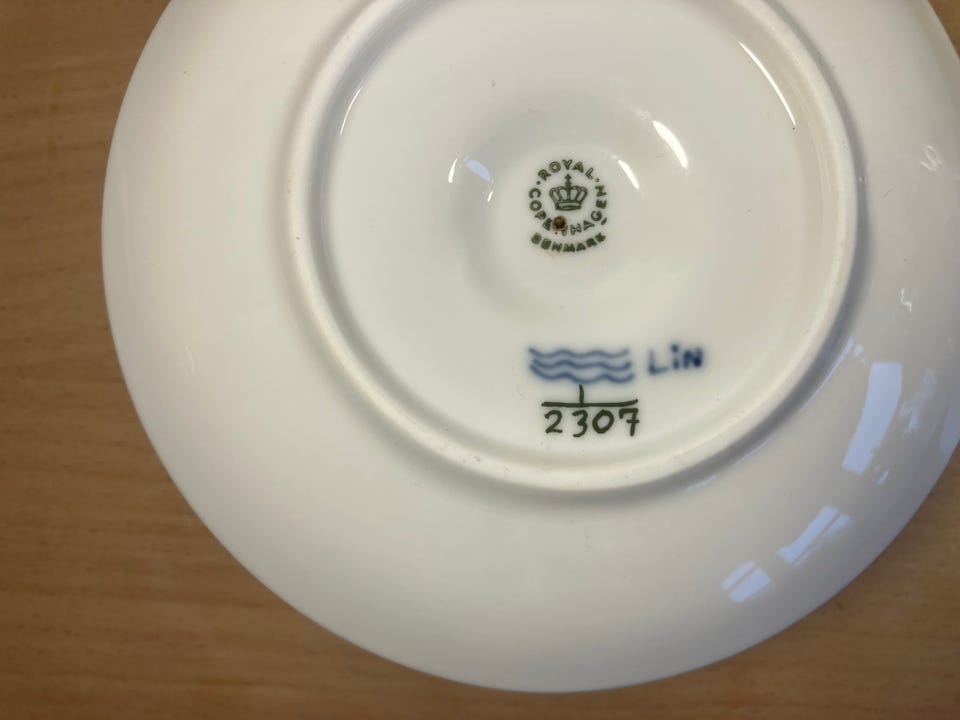 ROYAL
COPENHAGEN
DENMARK
LiN
1
2307